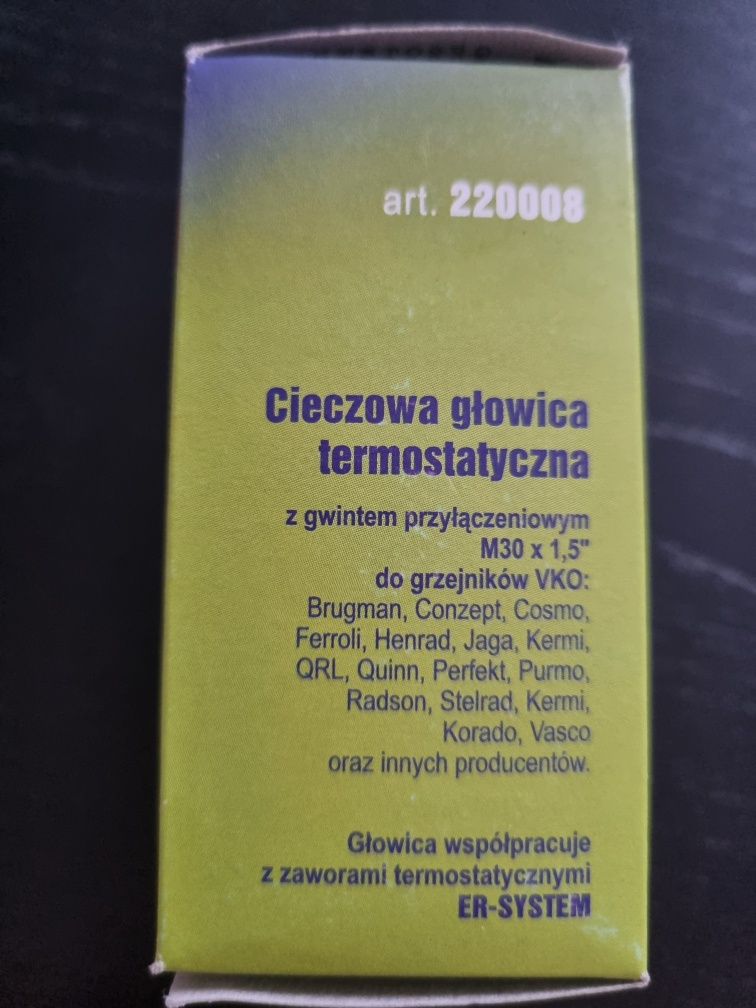 art. 220008
Cieczowa głowica
termostatyczna
z gwintem przyłączeniowym
M30 x 1,5"
do grzejników VKO:
Brugman, Conzept, Cosmo,
Ferroli, Henrad, Jaga, Kermi,
QRL, Quinn, Perfekt, Purmo,
Radson, Stelrad, Kermi,
Korado, Vasco
oraz innych producentów.
Głowica współpracuje
z zaworami termostatycznymi
ER-SYSTEM